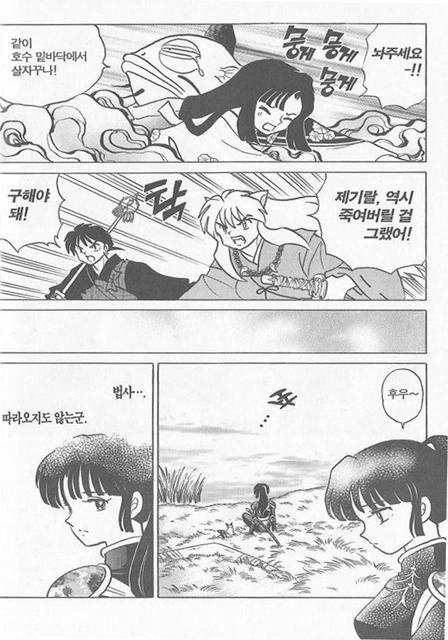 같이
호수 밑바닥에서
살자꾸나!
뭉게 뭉게
뭉게
놔주세요
-!!
구해야
돼!
탁
제기랄, 역시
죽여버릴 걸
그랬어!
후우~
법사….
따라오지도 않는군.